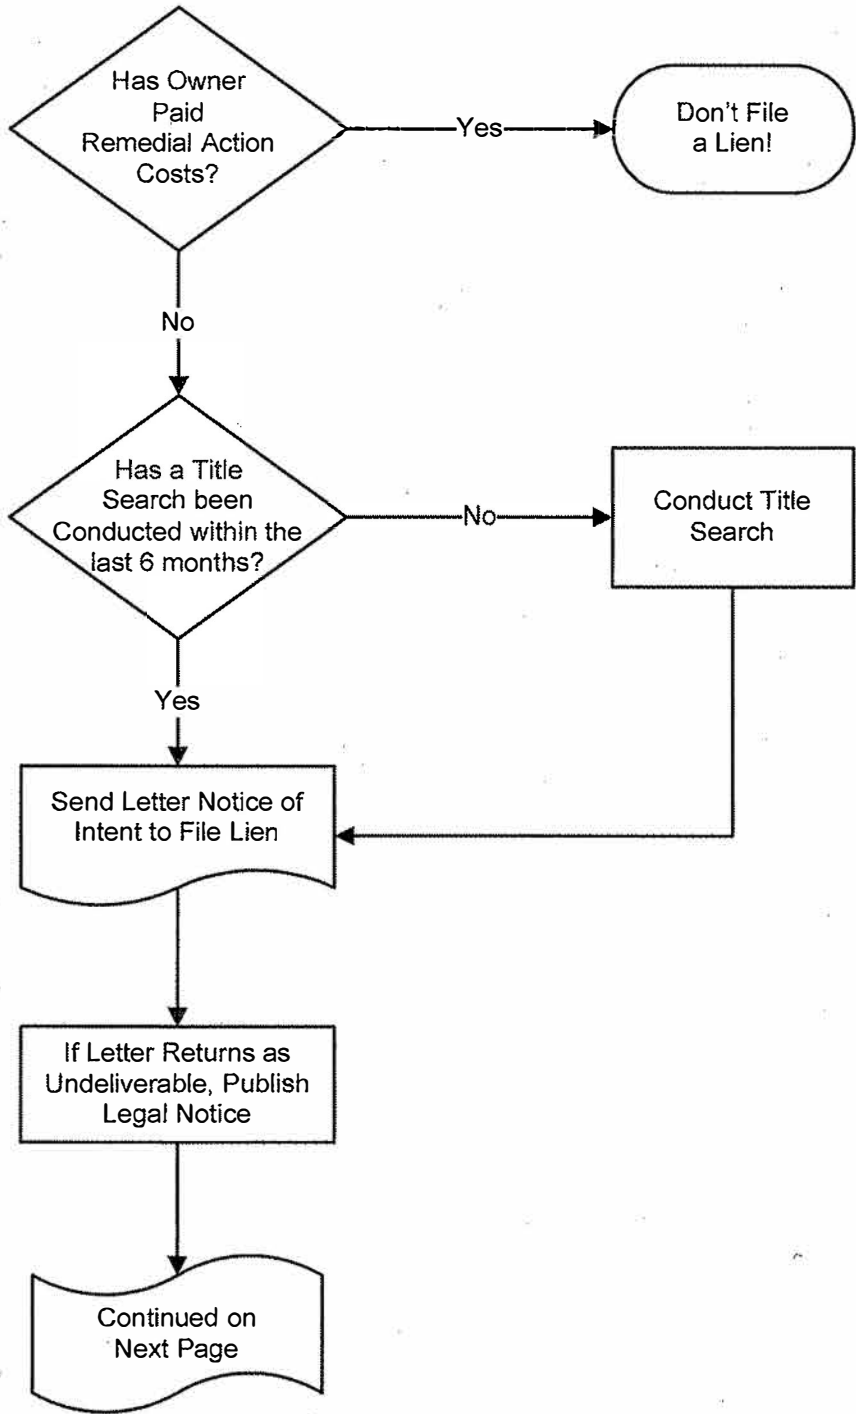 Has Owner
Paid
Remedial Action
Costs?
Yes
Don't File
a Lien!
No
Has a Title
Search been
Conducted within the
last 6 months?
No
Conduct Title
Search
Yes
Send Letter Notice of
Intent to File Lien
If Letter Returns as
Undeliverable, Publish
Legal Notice
Continued on
Next Page